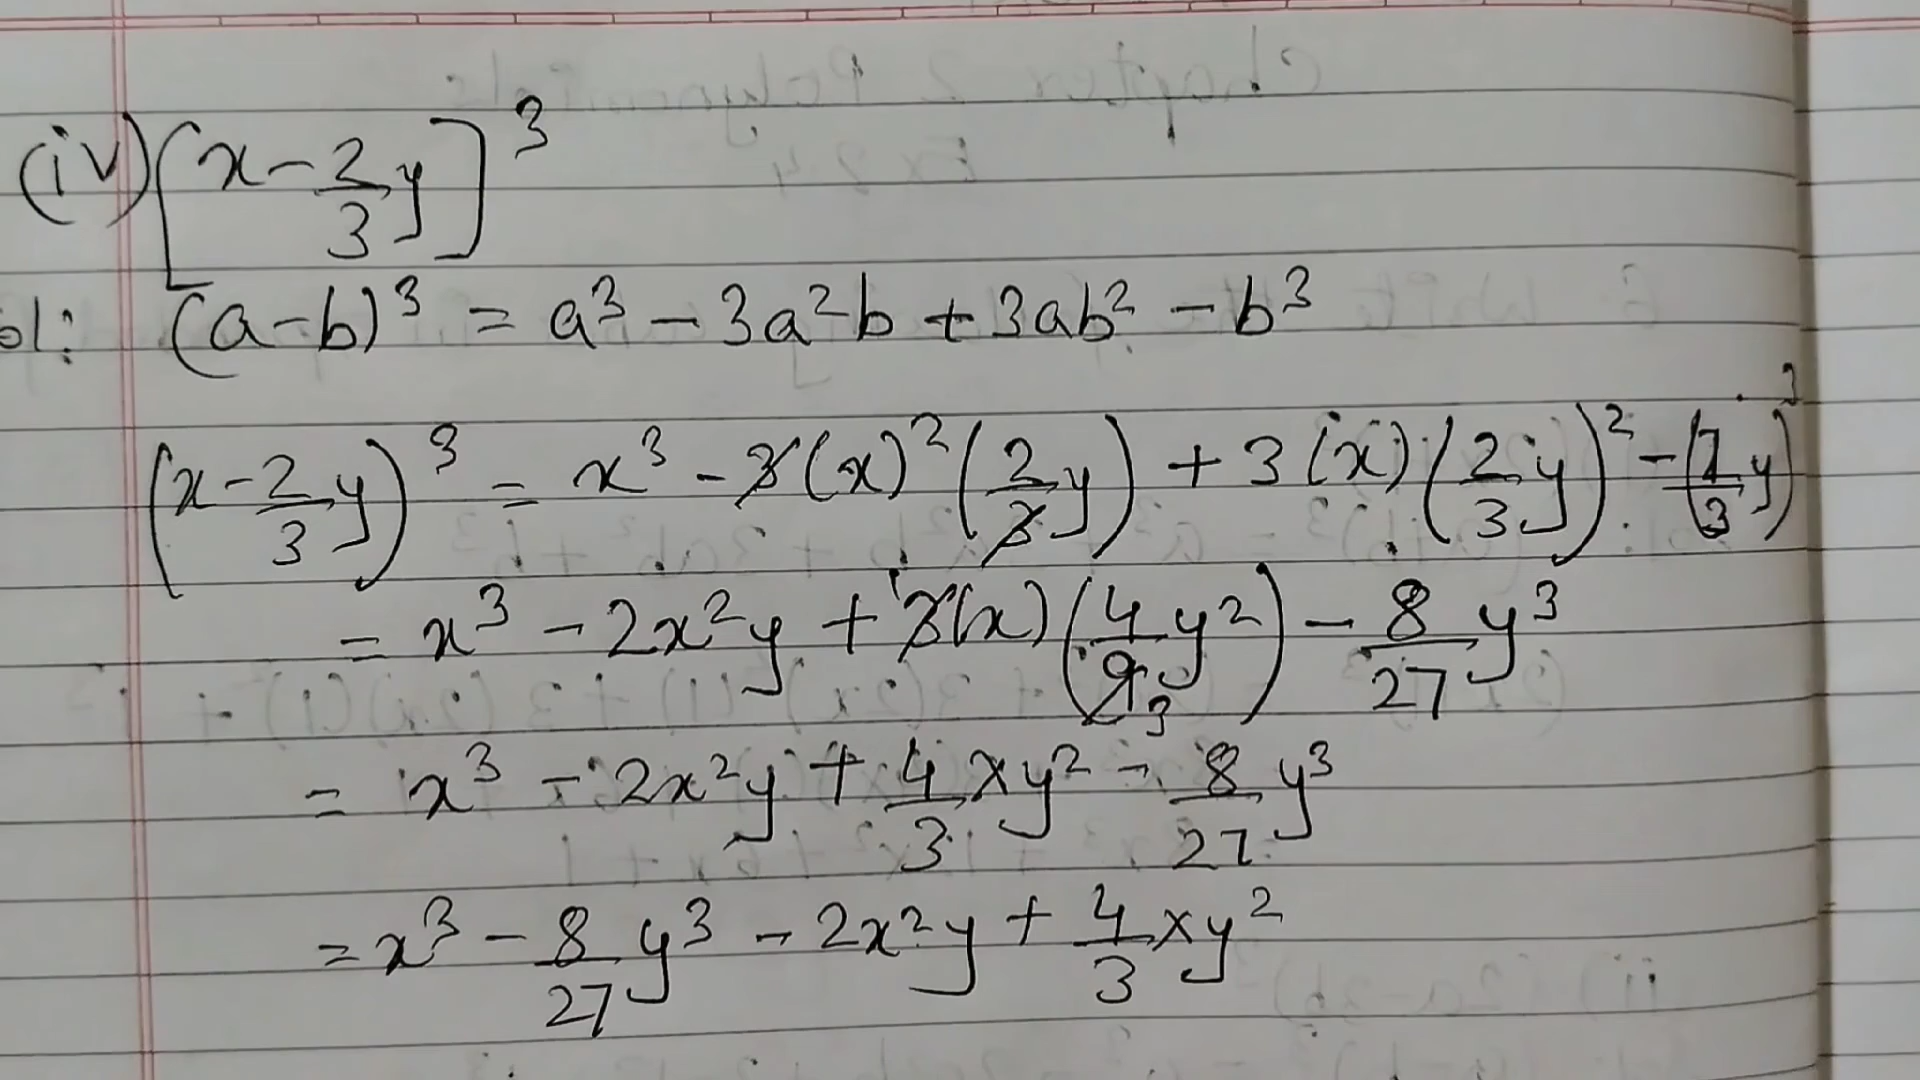 (iv) [x - 2/3 y]³
ol: (a-b)³ = a³ - 3a²b + 3ab² - b³
(x - 2/3 y)³ = x³ - 3(x)² (2/3 y) + 3(x) (2/3 y)² - (2/3 y)³
= x³ - 2x²y + 3(x) (4/9 3 y²) - 8/27 y³
= x³ - 2x²y + 4/3 xy² - 8/27 y³
= x³ - 8/27 y³ - 2x²y + 4/3 xy²